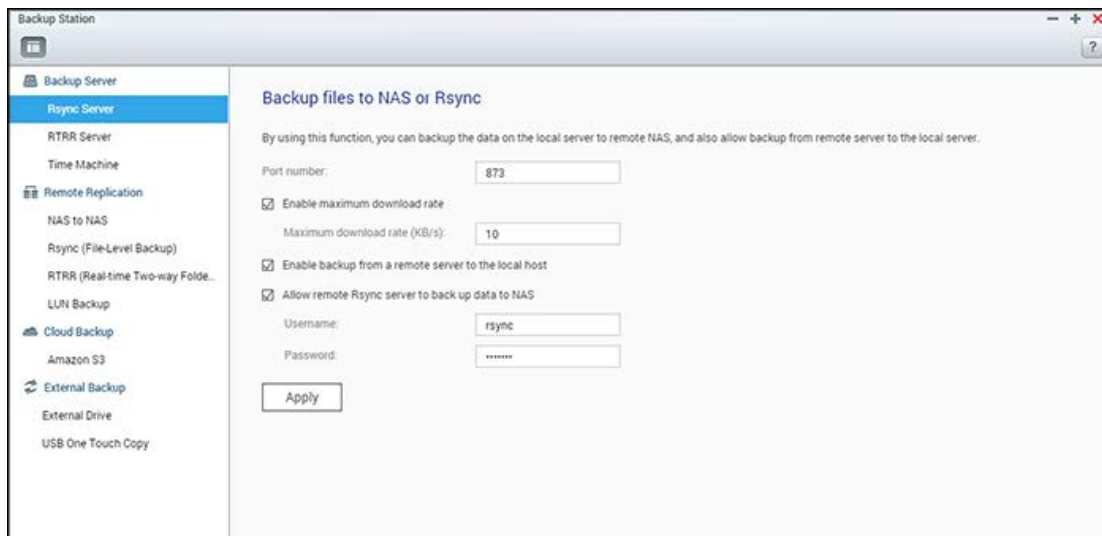 Backup Station
?
Backup Server
Rsync Server
RTRR Server
Time Machine
Remote Replication
NAS to NAS
Rsync (File-Level Backup)
RTRR (Real-time Two-way Folde...
LUN Backup
Cloud Backup
Amazon S3
External Backup
External Drive
USB One Touch Copy
Backup files to NAS or Rsync
By using this function, you can backup the data on the local server to remote NAS, and also allow backup from remote server to the local server.
Port number: 873
Enable maximum download rate
Maximum download rate (KB/s): 10
Enable backup from a remote server to the local host
Allow remote Rsync server to back up data to NAS
Username: rsync
Password: •••••••
Apply